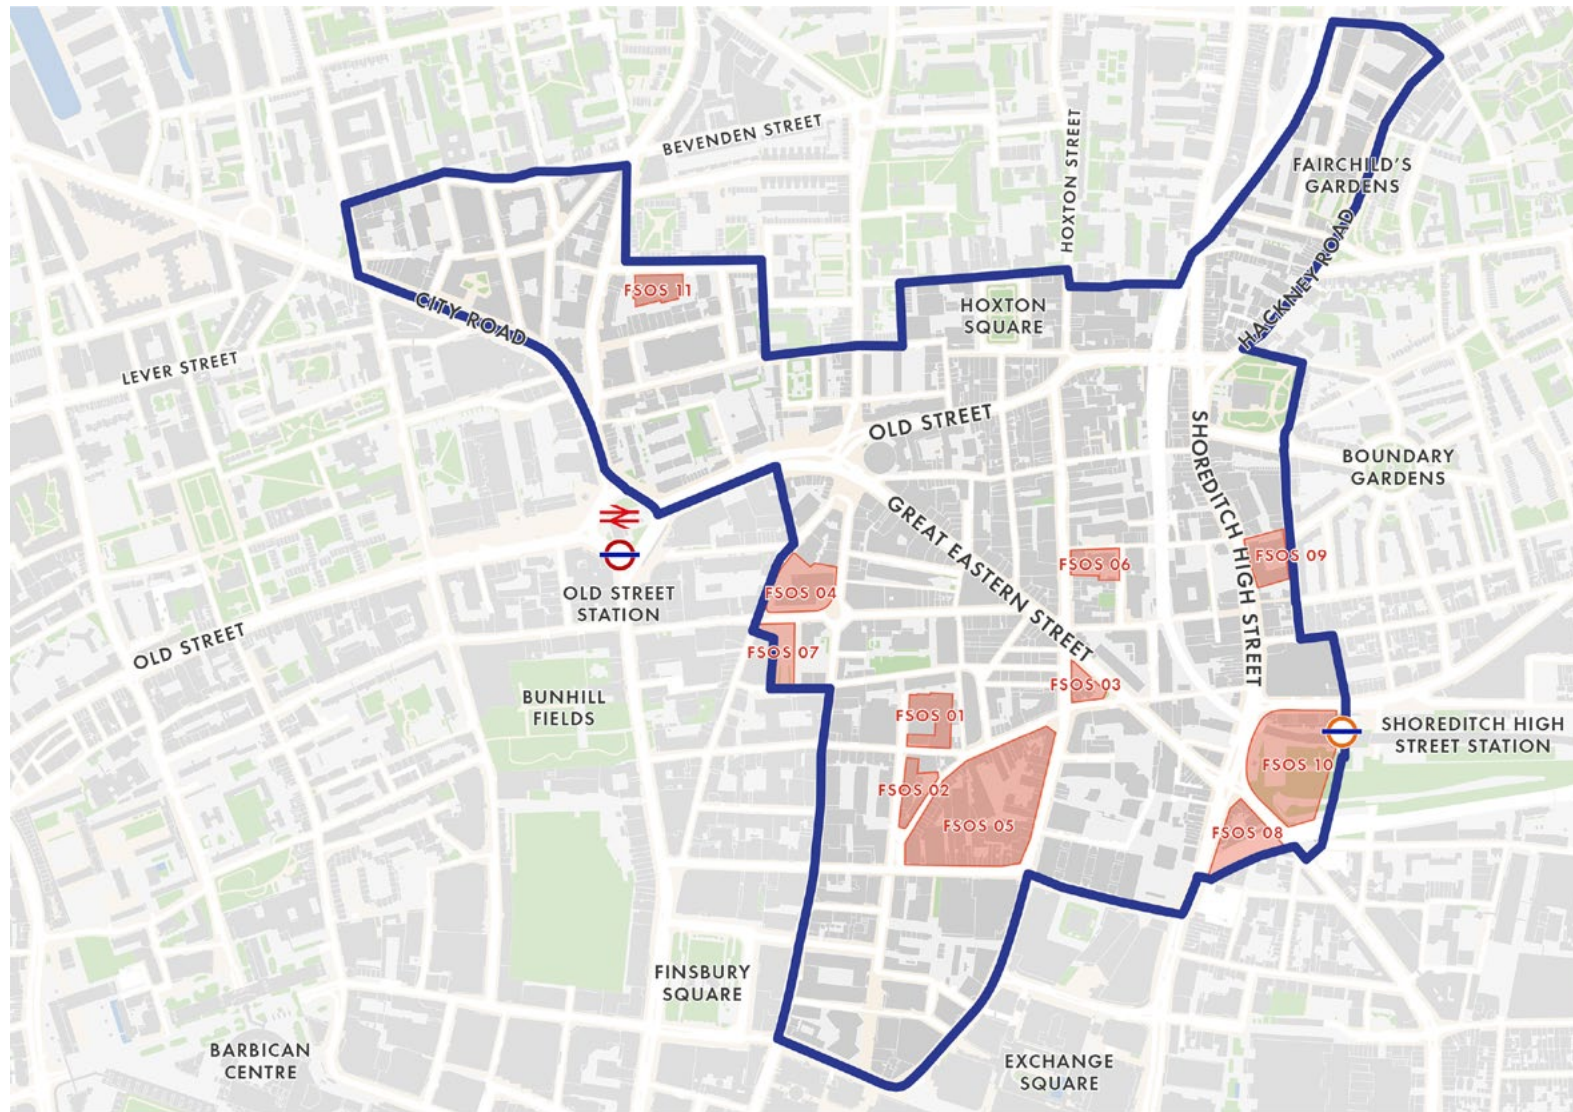 BEVENDEN STREET
HOXTON STREET
FAIRCHILD'S
GARDENS
FSOS 11
CITY ROAD
HOXTON
SQUARE
HACKNEY ROAD
LEVER STREET
OLD STREET
SHOREDITCH HIGH STREET
BOUNDARY
GARDENS
GREAT EASTERN STREET
FSOS 09
FSOS 06
FSOS 04
OLD STREET
STATION
OLD STREET
FSOS 07
FSOS 03
BUNHILL
FIELDS
FSOS 01
SHOREDITCH HIGH
STREET STATION
FSOS 10
FSOS 02
FSOS 05
FSOS 08
FINSBURY
SQUARE
BARBICAN
CENTRE
EXCHANGE
SQUARE